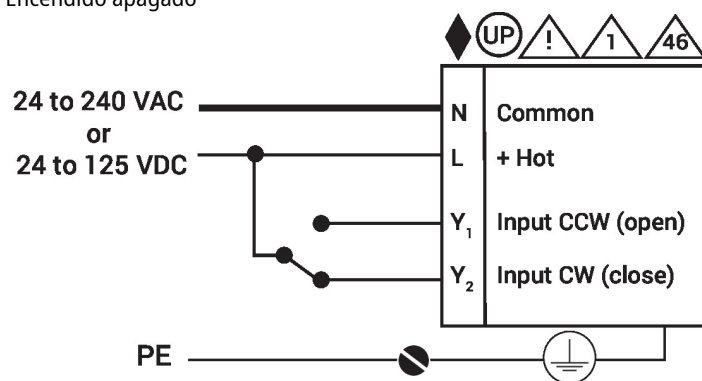 Encendido apagado
UP ! 1 46
24 to 240 VAC
or
24 to 125 VDC
N Common
L + Hot
Y1 Input CCW (open)
Y2 Input CW (close)
PE